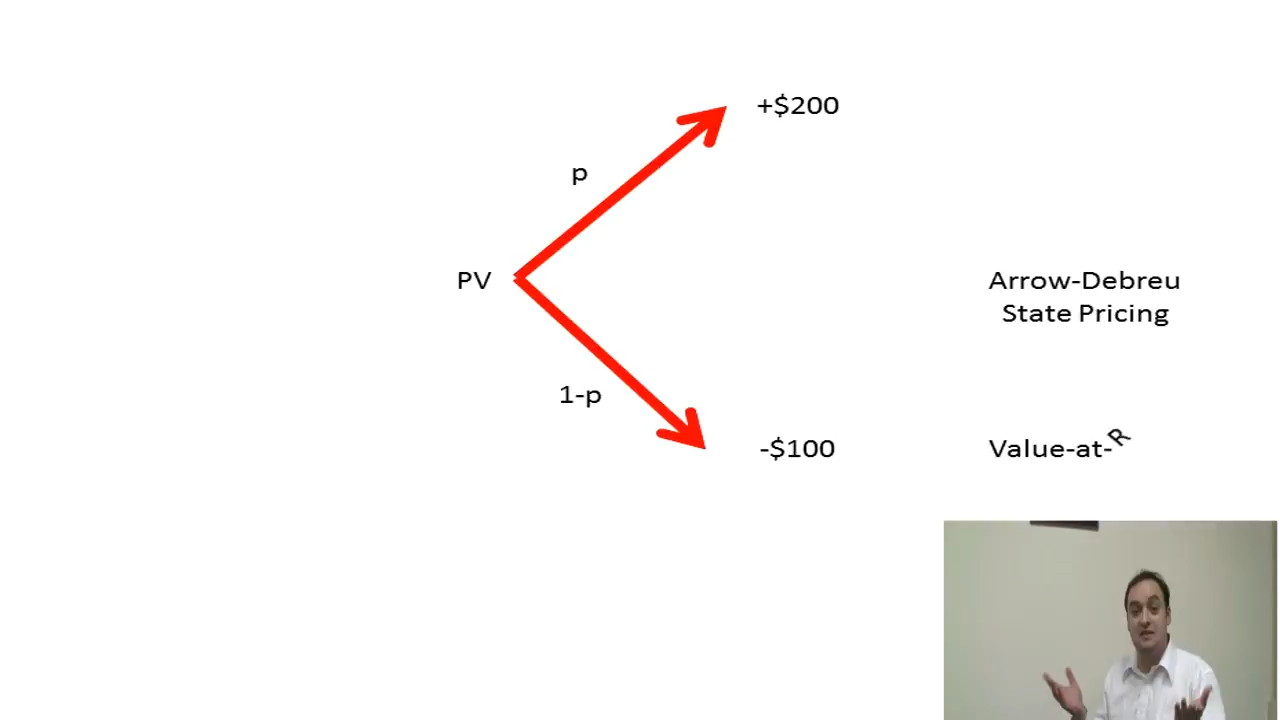 +$200
p
PV
Arrow-Debreu
State Pricing
1-p
-$100
Value-at-R